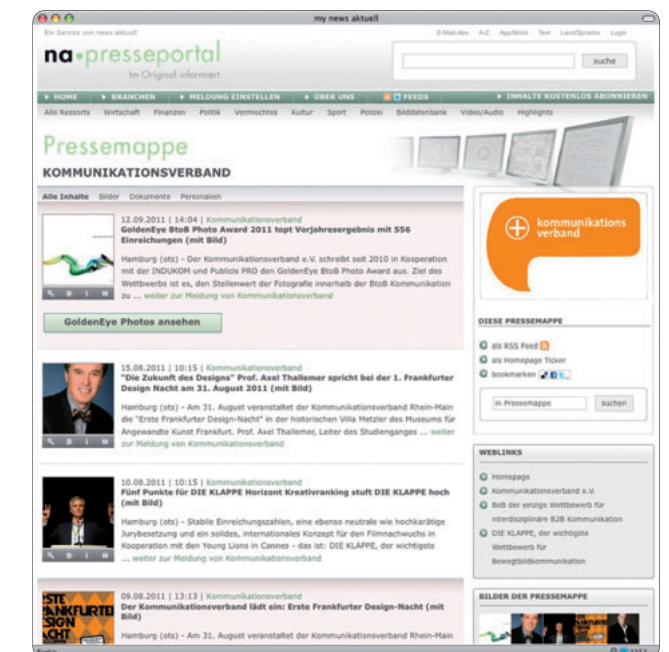 my news aktuell
Ein Service von news aktuell
E-Mail-Abo A-Z App/Mobil Text Land/Sprache Login
na•presseportal
Im Original informiert
suche
HOME BRANCHEN MELDUNG EINSTELLEN ÜBER UNS FEEDS INHALTE KOSTENLOS ABONNIEREN
Alle Ressorts Wirtschaft Finanzen Politik Vermischtes Kultur Sport Polizei Bilddatenbank Video/Audio Highlights
Pressemappe
KOMMUNIKATIONSVERBAND
Alle Inhalte Bilder Dokumente Personalien
12.09.2011 | 14:04 | Kommunikationsverband
GoldenEye BtoB Photo Award 2011 topt Vorjahresergebnis mit 556
Einreichungen (mit Bild)
Hamburg (ots) - Der Kommunikationsverband e.V. schreibt seit 2010 in Kooperation
mit der INDUKOM und Publicis PRO den GoldenEye BtoB Photo Award aus. Ziel des
Wettbewerbs ist es, den Stellenwert der Fotografie innerhalb der BtoB Kommunikation
zu ... weiter zur Meldung von Kommunikationsverband
GoldenEye Photos ansehen
15.08.2011 | 10:15 | Kommunikationsverband
"Die Zukunft des Designs" Prof. Axel Thallemer spricht bei der 1. Frankfurter
Design Nacht am 31. August 2011 (mit Bild)
Hamburg (ots) - Am 31. August veranstaltet der Kommunikationsverband Rhein-Main
die "Erste Frankfurter Design-Nacht" in der historischen Villa Metzler des Museums für
Angewandte Kunst Frankfurt. Prof. Axel Thallemer, Leiter des Studienganges ... weiter
zur Meldung von Kommunikationsverband
10.08.2011 | 10:15 | Kommunikationsverband
Fünf Punkte für DIE KLAPPE Horizont Kreativranking stuft DIE KLAPPE hoch
(mit Bild)
Hamburg (ots) - Stabile Einreichungszahlen, eine ebenso neutrale wie hochkarätige
Jurybesetzung und ein solides, internationales Konzept für den Filmnachwuchs in
Kooperation mit den Young Lions in Cannes - das ist: DIE KLAPPE, der wichtigste
... weiter zur Meldung von Kommunikationsverband
09.08.2011 | 13:13 | Kommunikationsverband
Der Kommunikationsverband lädt ein: Erste Frankfurter Design-Nacht (mit
Bild)
Hamburg (ots) - Am 31. August veranstaltet der Kommunikationsverband Rhein-Main
kommunikations
verband
DIESE PRESSEMAPPE
als RSS Feed
als Homepage Ticker
bookmarken
in Pressemappe suchen
WEBLINKS
Homepage
Kommunikationsverband e.V.
BoB der einzige Wettbewerb für
interdisziplinäre B2B Kommunikation
DIE KLAPPE, der wichtigste
Wettbewerb für
Bewegtbildkommunikation
BILDER DER PRESSEMAPPE